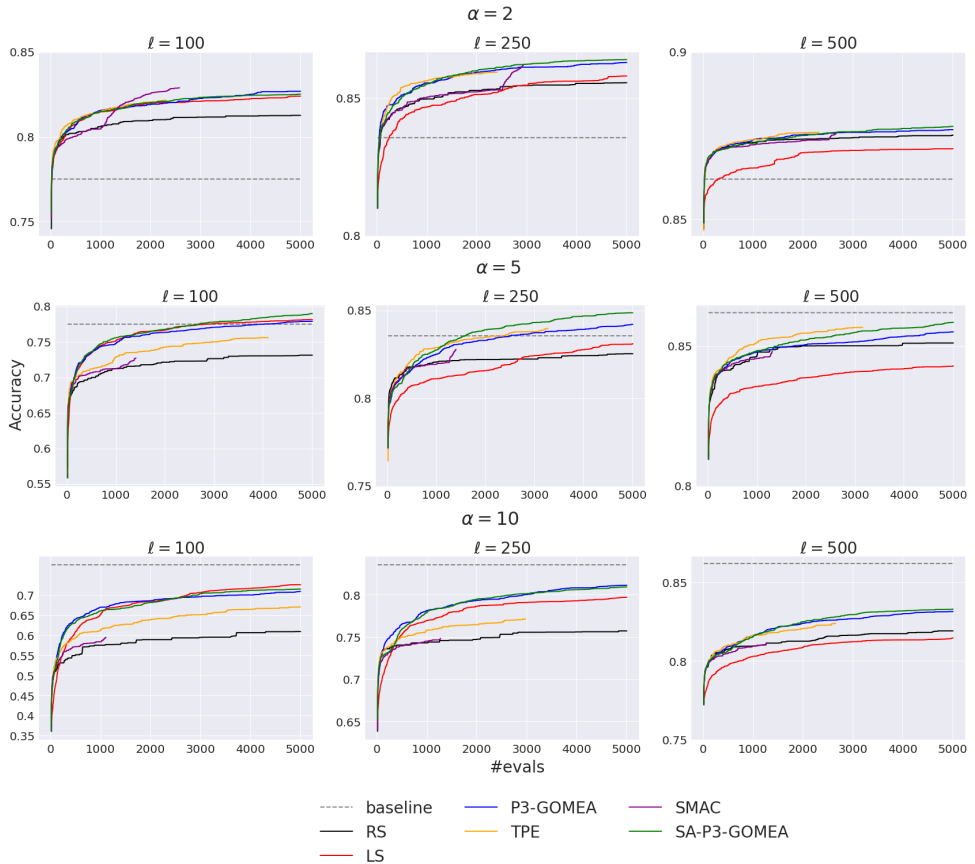 α = 2
ℓ = 100 ℓ = 250 ℓ = 500
0.85 0.9
0.85
0.8
0.85
0.75
0.8
0 1000 2000 3000 4000 5000 0 1000 2000 3000 4000 5000 0 1000 2000 3000 4000 5000
α = 5
ℓ = 100 ℓ = 250 ℓ = 500
Accuracy
0.8 0.85
0.75
0.85
0.7 0.8
0.65
0.6
0.55 0.75 0.8
0 1000 2000 3000 4000 5000 0 1000 2000 3000 4000 5000 0 1000 2000 3000 4000 5000
α = 10
ℓ = 100 ℓ = 250 ℓ = 500
0.85
0.7 0.8
0.65
0.6 0.75
0.55 0.8
0.5
0.45 0.7
0.4 0.65
0.35 0.75
0 1000 2000 3000 4000 5000 0 1000 2000 3000 4000 5000 0 1000 2000 3000 4000 5000
#evals
baseline P3-GOMEA SMAC
RS TPE SA-P3-GOMEA
LS